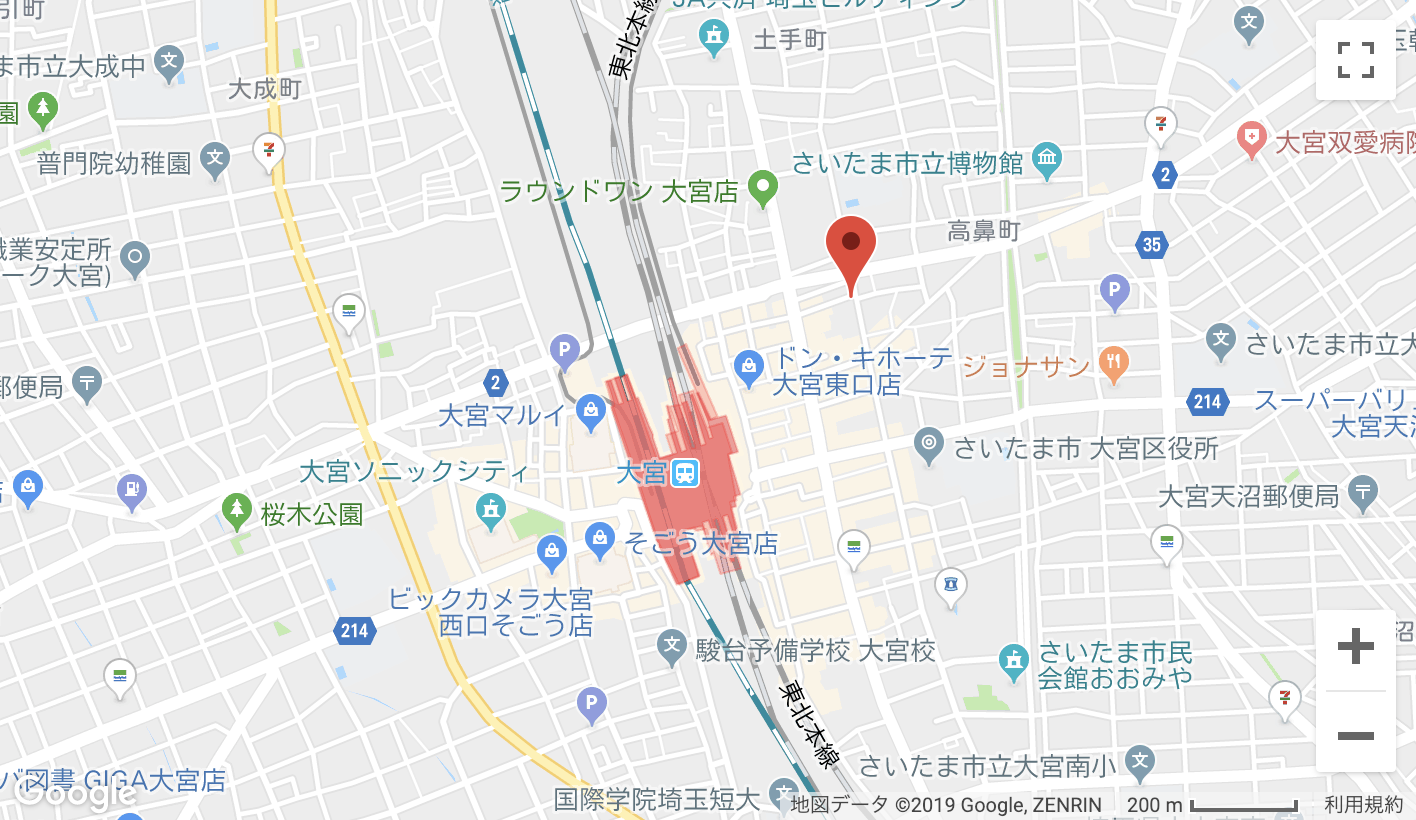 引町
東北本線
JA共済 埼玉ビルディング
土手町
ま市立大成中
大成町
園
普門院幼稚園
さいたま市立博物館
大宮双愛病院
2
ラウンドワン 大宮店
高鼻町
35
職業安定所
ーク大宮)
P
P
ドン・キホーテ
大宮東口店
ジョナサン
さいたま市立大
郵便局
2
大宮マルイ
214
スーパーバリ
大宮天
さいたま市 大宮区役所
大宮ソニックシティ
大宮
大宮天沼郵便局
桜木公園
そごう大宮店
ビックカメラ大宮
西口そごう店
214
駿台予備学校 大宮校
さいたま市民
会館おおみや
沼
P
東北本線
さいたま市立大宮南小
バ図書 GIGA大宮店
Google
国際学院埼玉短大
地図データ ©2019 Google, ZENRIN
200 m
利用規約